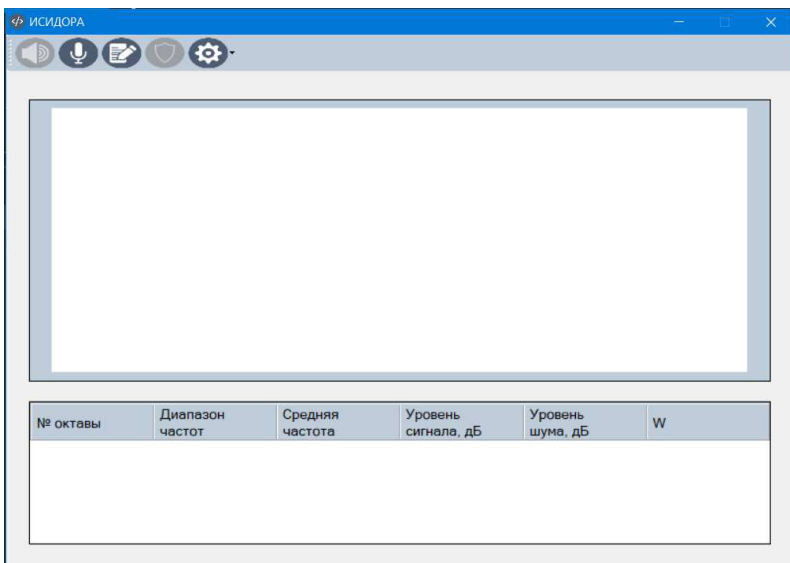 ИСИДОРА
№ октавы
Диапазон
частот
Средняя
частота
Уровень
сигнала, дБ
Уровень
шума, дБ
W